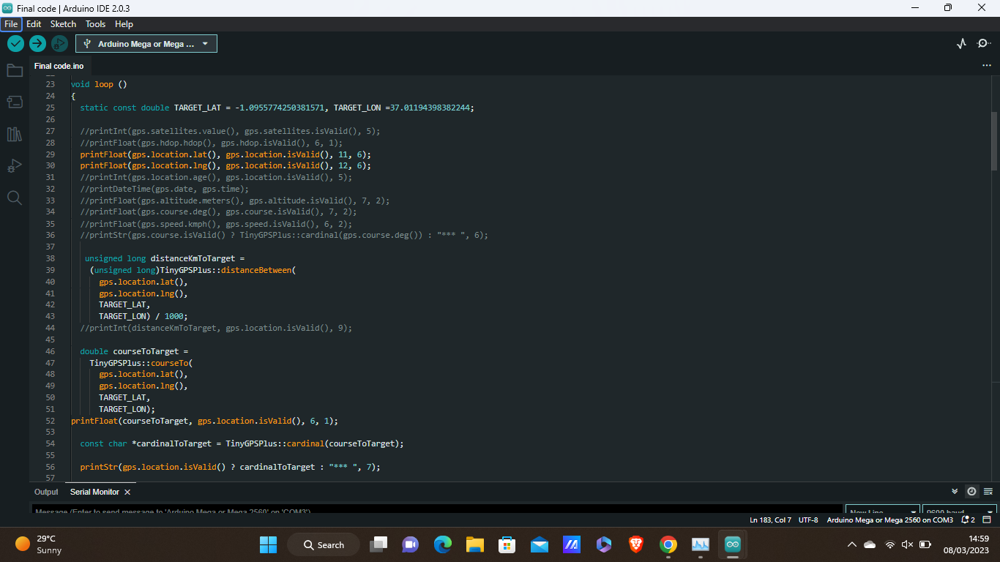 Final code | Arduino IDE 2.0.3
File Edit Sketch Tools Help
Arduino Mega or Mega ...
Final code.ino
23 void loop ()
24 {
25 static const double TARGET_LAT = -1.0955774250381571, TARGET_LON =37.01194398382244;
26
27 //printInt(gps.satellites.value(), gps.satellites.isValid(), 5);
28 //printFloat(gps.hdop.hdop(), gps.hdop.isValid(), 6, 1);
29 printFloat(gps.location.lat(), gps.location.isValid(), 11, 6);
30 printFloat(gps.location.lng(), gps.location.isValid(), 12, 6);
31 //printInt(gps.location.age(), gps.location.isValid(), 5);
32 //printDateTime(gps.date, gps.time);
33 //printFloat(gps.altitude.meters(), gps.altitude.isValid(), 7, 2);
34 //printFloat(gps.course.deg(), gps.course.isValid(), 7, 2);
35 //printFloat(gps.speed.kmph(), gps.speed.isValid(), 6, 2);
36 //printStr(gps.course.isValid() ? TinyGPSPlus::cardinal(gps.course.deg()) : "*** ", 6);
37
38 unsigned long distanceKmToTarget =
39 (unsigned long)TinyGPSPlus::distanceBetween(
40 gps.location.lat(),
41 gps.location.lng(),
42 TARGET_LAT,
43 TARGET_LON) / 1000;
44 //printInt(distanceKmToTarget, gps.location.isValid(), 9);
45
46 double courseToTarget =
47 TinyGPSPlus::courseTo(
48 gps.location.lat(),
49 gps.location.lng(),
50 TARGET_LAT,
51 TARGET_LON);
52 printFloat(courseToTarget, gps.location.isValid(), 6, 1);
53
54 const char *cardinalToTarget = TinyGPSPlus::cardinal(courseToTarget);
55
56 printStr(gps.location.isValid() ? cardinalToTarget : "*** ", 7);
57
Output Serial Monitor
Message (Enter to send message to 'Arduino Mega or Mega 2560' on 'COM3') New Line 9600 baud
Ln 183, Col 7 UTF-8 Arduino Mega or Mega 2560 on COM3 2
29°C
Sunny
Search
14:59
08/03/2023